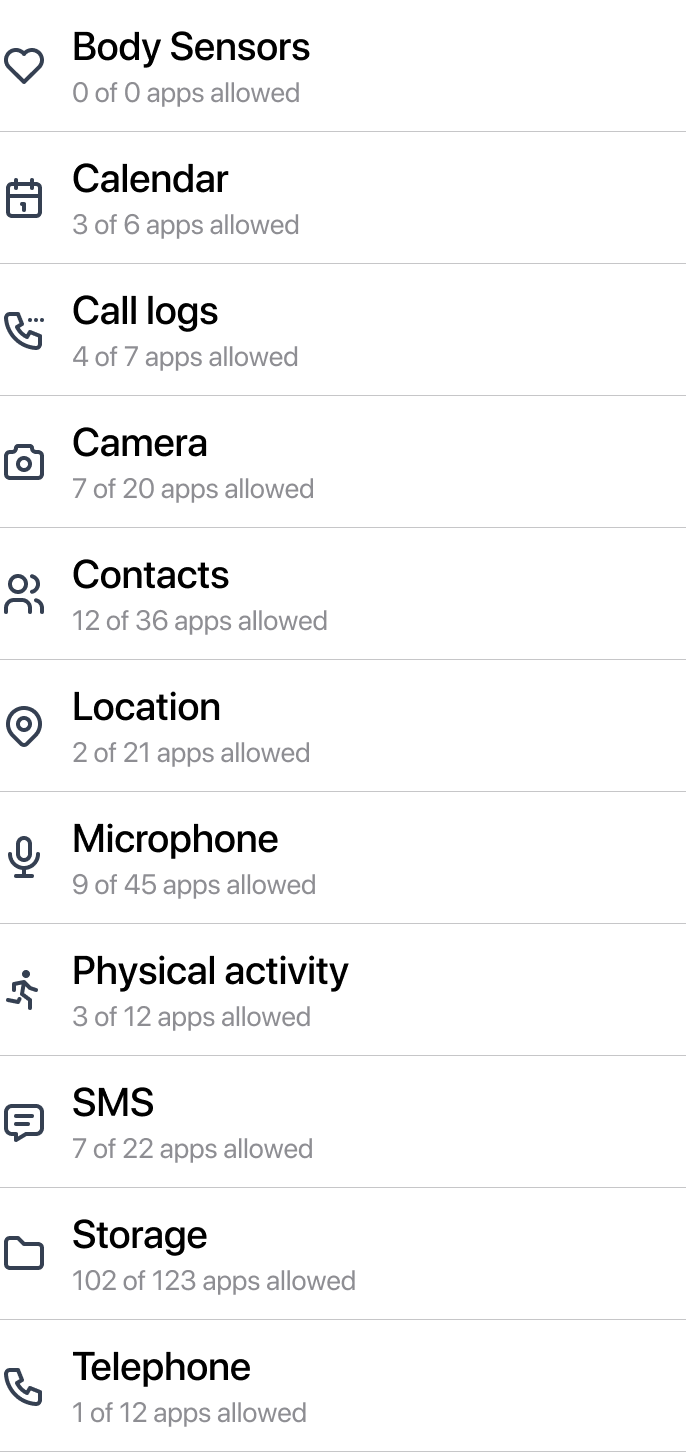 Body Sensors
0 of 0 apps allowed
Calendar
3 of 6 apps allowed
Call logs
4 of 7 apps allowed
Camera
7 of 20 apps allowed
Contacts
12 of 36 apps allowed
Location
2 of 21 apps allowed
Microphone
9 of 45 apps allowed
Physical activity
3 of 12 apps allowed
SMS
7 of 22 apps allowed
Storage
102 of 123 apps allowed
Telephone
1 of 12 apps allowed